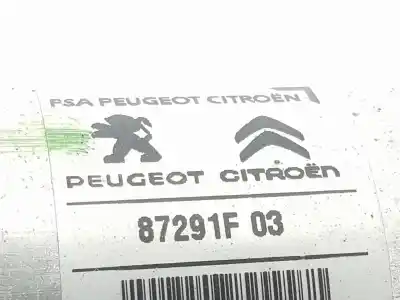 PSA PEUGEOT CITROËN
PEUGEOT CITROËN
87291F 03